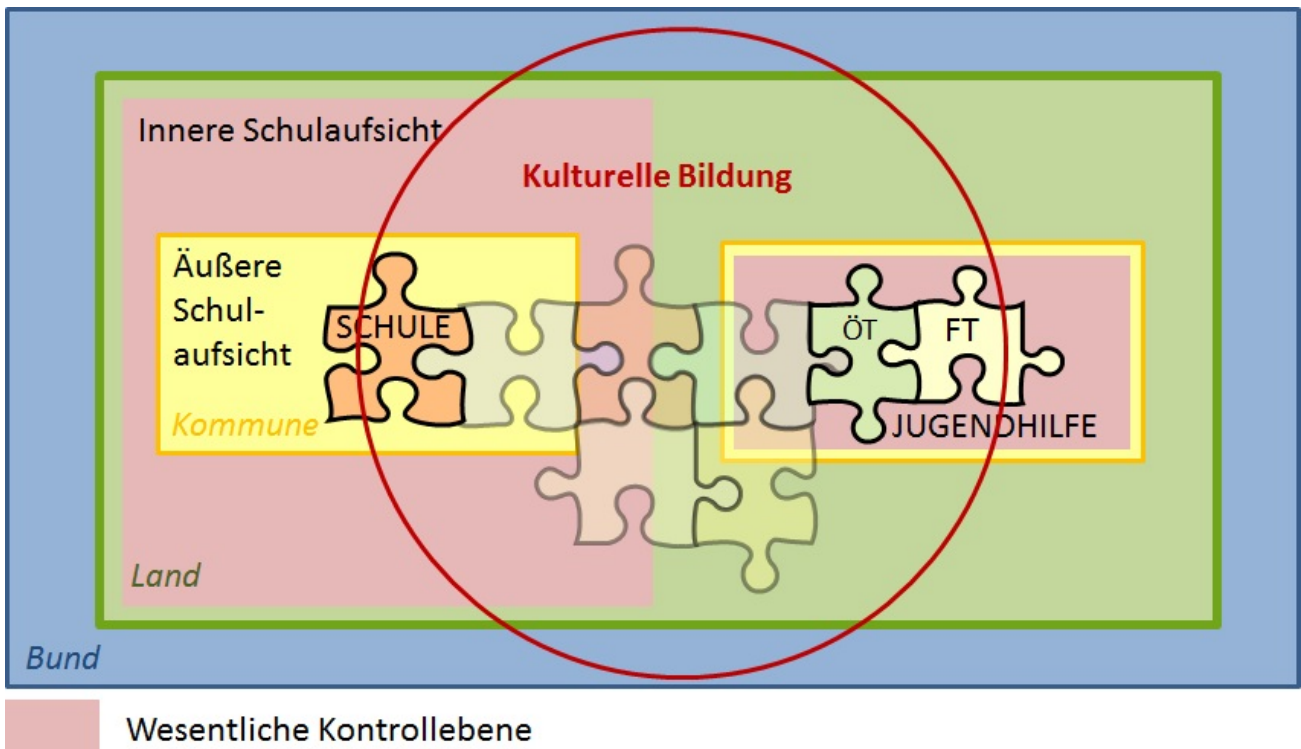 Innere Schulaufsicht
Kulturelle Bildung
Äußere
Schul-
aufsicht
Kommune
SCHULE
ÖT
FT
JUGENDHILFE
Land
Bund
Wesentliche Kontrollebene